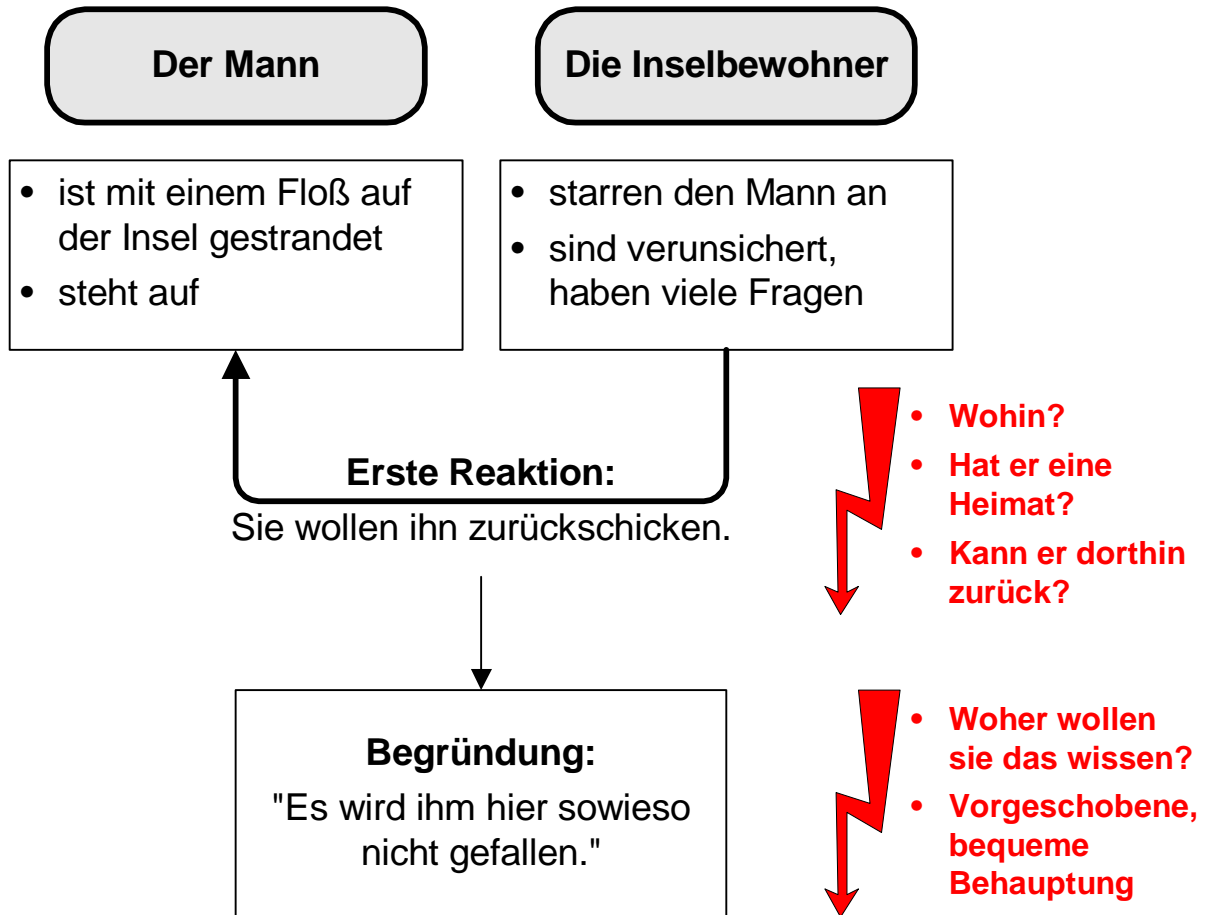 Der Mann
Die Inselbewohner
• ist mit einem Floß auf
der Insel gestrandet
• steht auf
• starren den Mann an
• sind verunsichert,
haben viele Fragen
Erste Reaktion:
Sie wollen ihn zurückschicken.
• Wohin?
• Hat er eine
Heimat?
• Kann er dorthin
zurück?
Begründung:
"Es wird ihm hier sowieso
nicht gefallen."
• Woher wollen
sie das wissen?
• Vorgeschobene,
bequeme
Behauptung